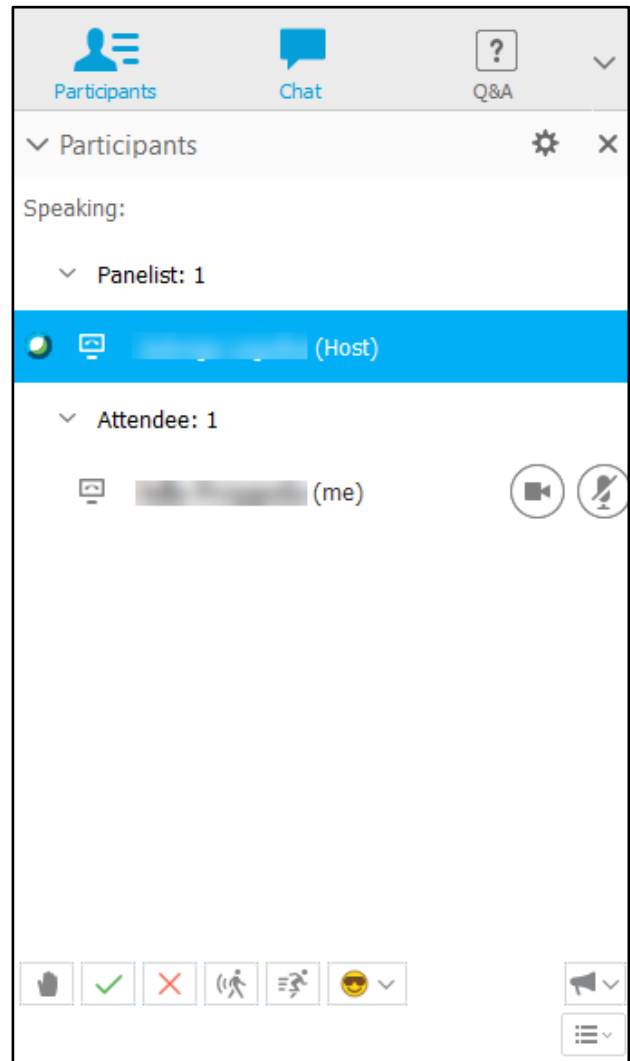 Participants Chat Q&A
Participants
Speaking:
Panelist: 1
(Host)
Attendee: 1
(me)